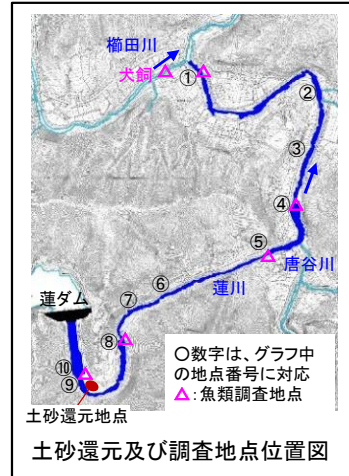 櫛田川
犬飼
①
②
③
④
⑤
唐谷川
⑥
蓮川
⑦
蓮ダム
⑧
⑩
⑨
○数字は、グラフ中
の地点番号に対応
△:魚類調査地点
土砂還元地点
土砂還元及び調査地点位置図